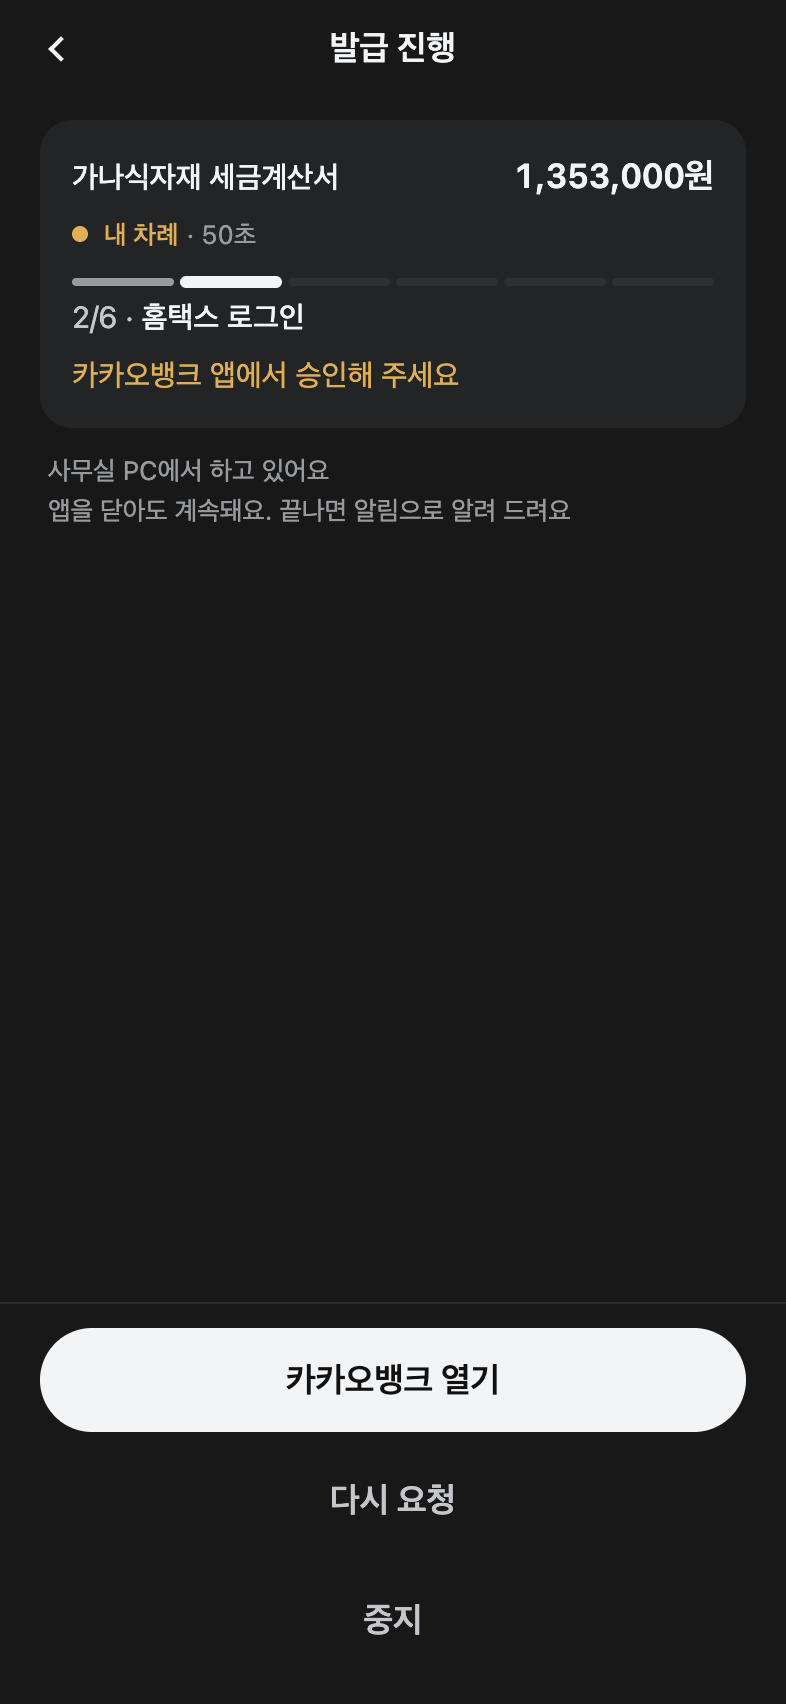 발급 진행
가나식자재 세금계산서 1,353,000원
내 차례 · 50초
2/6 · 홈택스 로그인
카카오뱅크 앱에서 승인해 주세요
사무실 PC에서 하고 있어요
앱을 닫아도 계속돼요. 끝나면 알림으로 알려 드려요
카카오뱅크 열기
다시 요청
중지